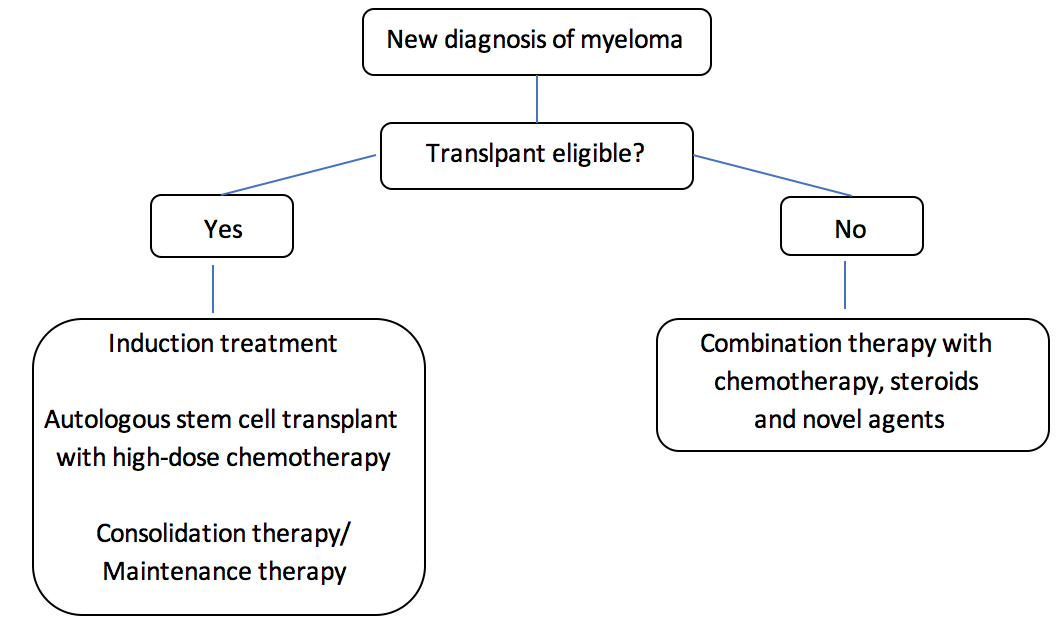 New diagnosis of myeloma
Translpant eligible?
Yes
No
Induction treatment
Autologous stem cell transplant
with high-dose chemotherapy
Consolidation therapy/
Maintenance therapy
Combination therapy with
chemotherapy, steroids
and novel agents